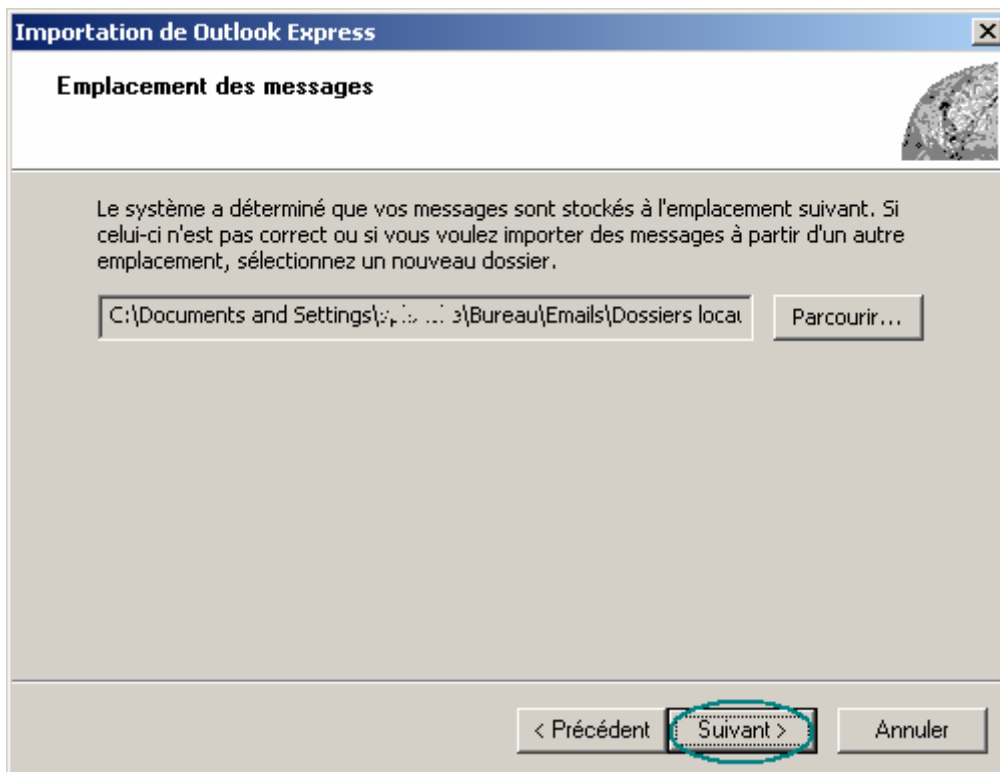 Importation de Outlook Express
Emplacement des messages
Le système a déterminé que vos messages sont stockés à l'emplacement suivant. Si
celui-ci n'est pas correct ou si vous voulez importer des messages à partir d'un autre
emplacement, sélectionnez un nouveau dossier.
C:\Documents and Settings\ \Bureau\Emails\Dossiers locau
Parcourir...
< Précédent
Suivant >
Annuler